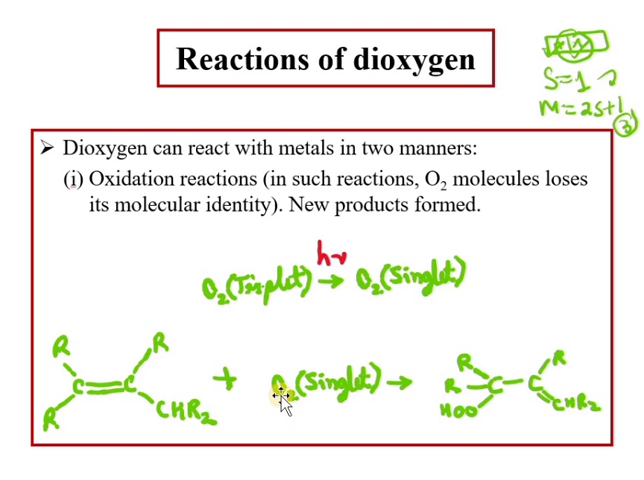 Reactions of dioxygen
S=1
M=2S+1
3
➢ Dioxygen can react with metals in two manners:
(i) Oxidation reactions (in such reactions, O₂ molecules loses
its molecular identity). New products formed.
hν
O₂(Triplet) → O₂(Singlet)
R R R R
C=C + O₂(Singlet) → R C-C
R CHR₂ HOO CHR₂